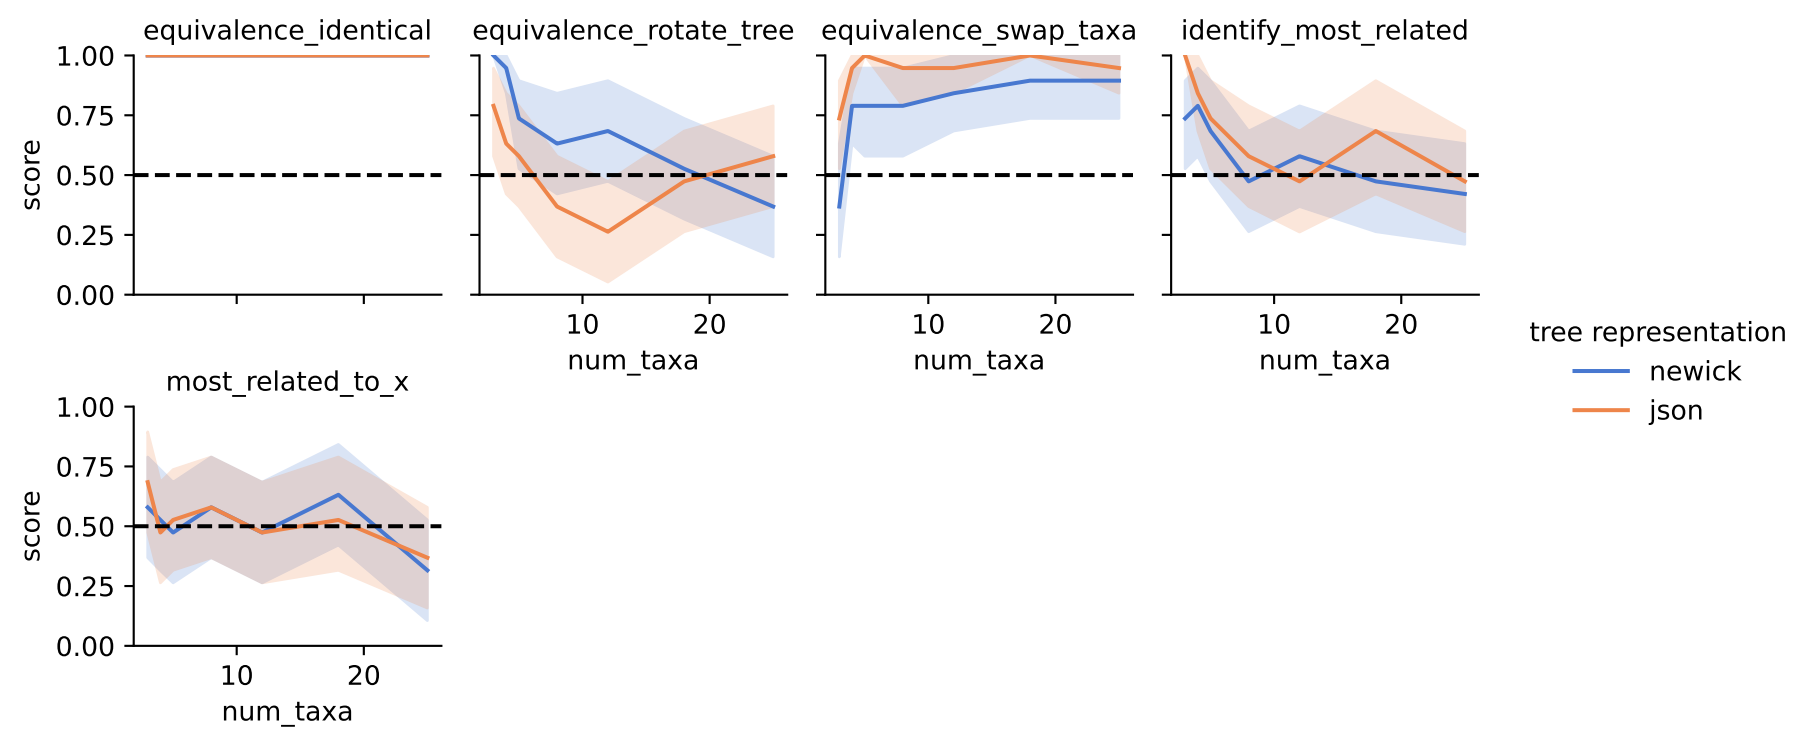 equivalence_identical
equivalence_rotate_tree
equivalence_swap_taxa
identify_most_related
score
1.00
0.75
0.50
0.25
0.00
10
20
num_taxa
10
20
num_taxa
10
20
num_taxa
most_related_to_x
score
1.00
0.75
0.50
0.25
0.00
10
20
num_taxa
tree representation
newick
json